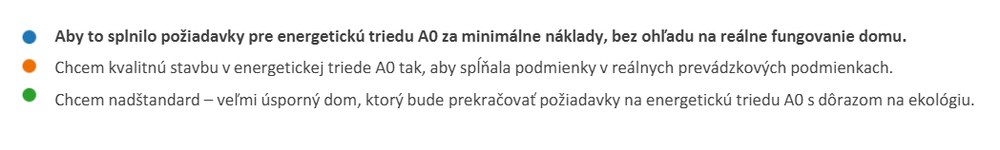 Aby to splnilo požiadavky pre energetickú triedu A0 za minimálne náklady, bez ohľadu na reálne fungovanie domu.
Chcem kvalitnú stavbu v energetickej triede A0 tak, aby spĺňala podmienky v reálnych prevádzkových podmienkach.
Chcem nadštandard – veľmi úsporný dom, ktorý bude prekračovať požiadavky na energetickú triedu A0 s dôrazom na ekológiu.